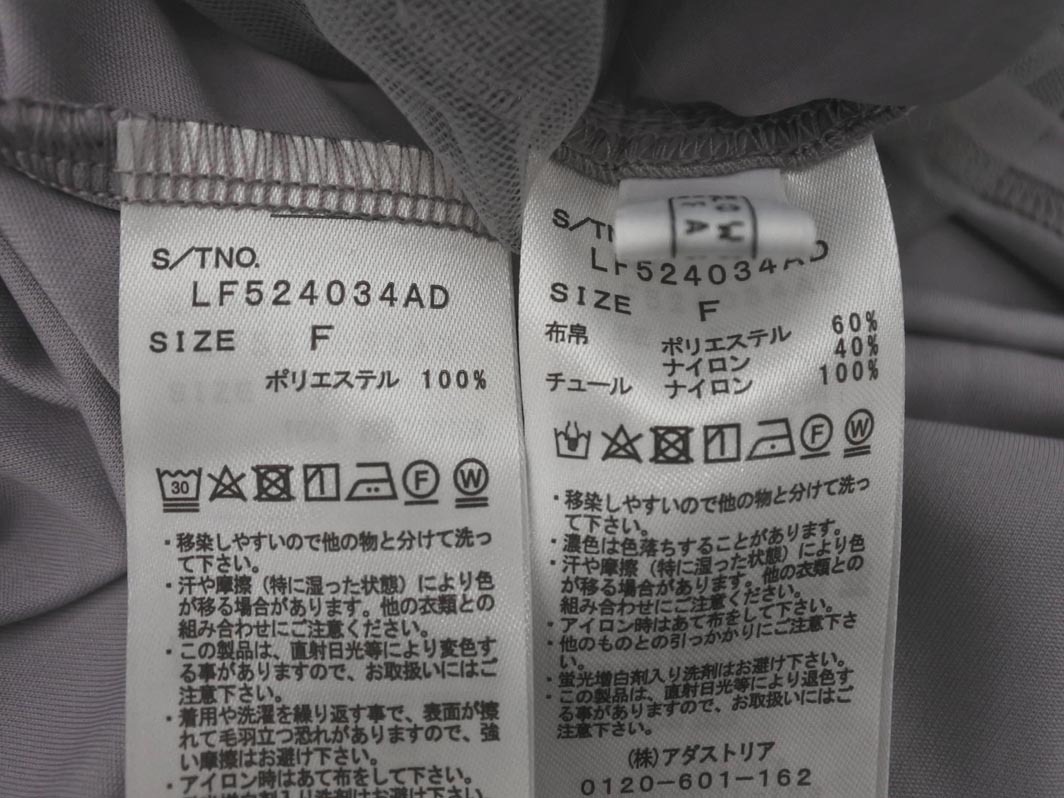 S/TNO.
LF524034AD
SIZE F
ポリエステル 100%
30
F
W
・移染しやすいので他の物と分けて洗っ
て下さい。
・汗や摩擦（特に湿った状態）により色
が移る場合があります。他の衣類との
組み合わせにご注意ください。
・この製品は、直射日光等により変色す
る事がありますので、お取扱いにはご
注意下さい。
・着用や洗濯を繰り返す事で、表面が擦
れて毛羽立つ恐れがありますので、強
い摩擦はお避け下さい。
・アイロン時はあて布をして下さい。
S/TN
LF524034AD
SIZE F
布帛 ポリエステル 60%
ナイロン 40%
チュール ナイロン 100%
F
W
・移染しやすいので他の物と分けて洗っ
て下さい。
・濃色は色落ちすることがあります。
・汗や摩擦（特に湿った状態）により色
が移る場合があります。他の衣類との
組み合わせにご注意ください。
・アイロン時はあて布をして下さい。
・他のものとの引っかかりにご注意下さ
い。
・蛍光増白剤入り洗剤はお避け下さい。
・この製品は、直射日光等により退色す
る事がありますので、お取扱いにはご
注意下さい。
(株)アダストリア
0120-601-162